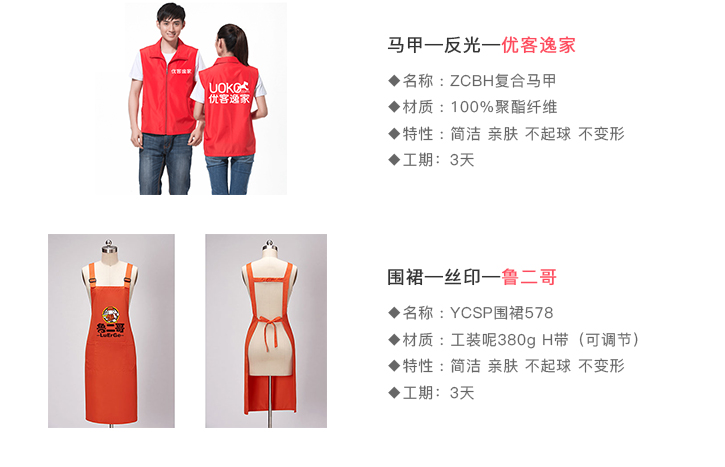 马甲—反光—优客逸家
◆名称：ZCBH复合马甲
◆材质：100%聚酯纤维
◆特性：简洁 亲肤 不起球 不变形
◆工期：3天
优客逸家
UOKO
优客逸家
围裙—丝印—鲁二哥
◆名称：YCSP围裙578
◆材质：工装呢380g H带（可调节）
◆特性：简洁 亲肤 不起球 不变形
◆工期：3天
鲁二哥
-LuErGe-